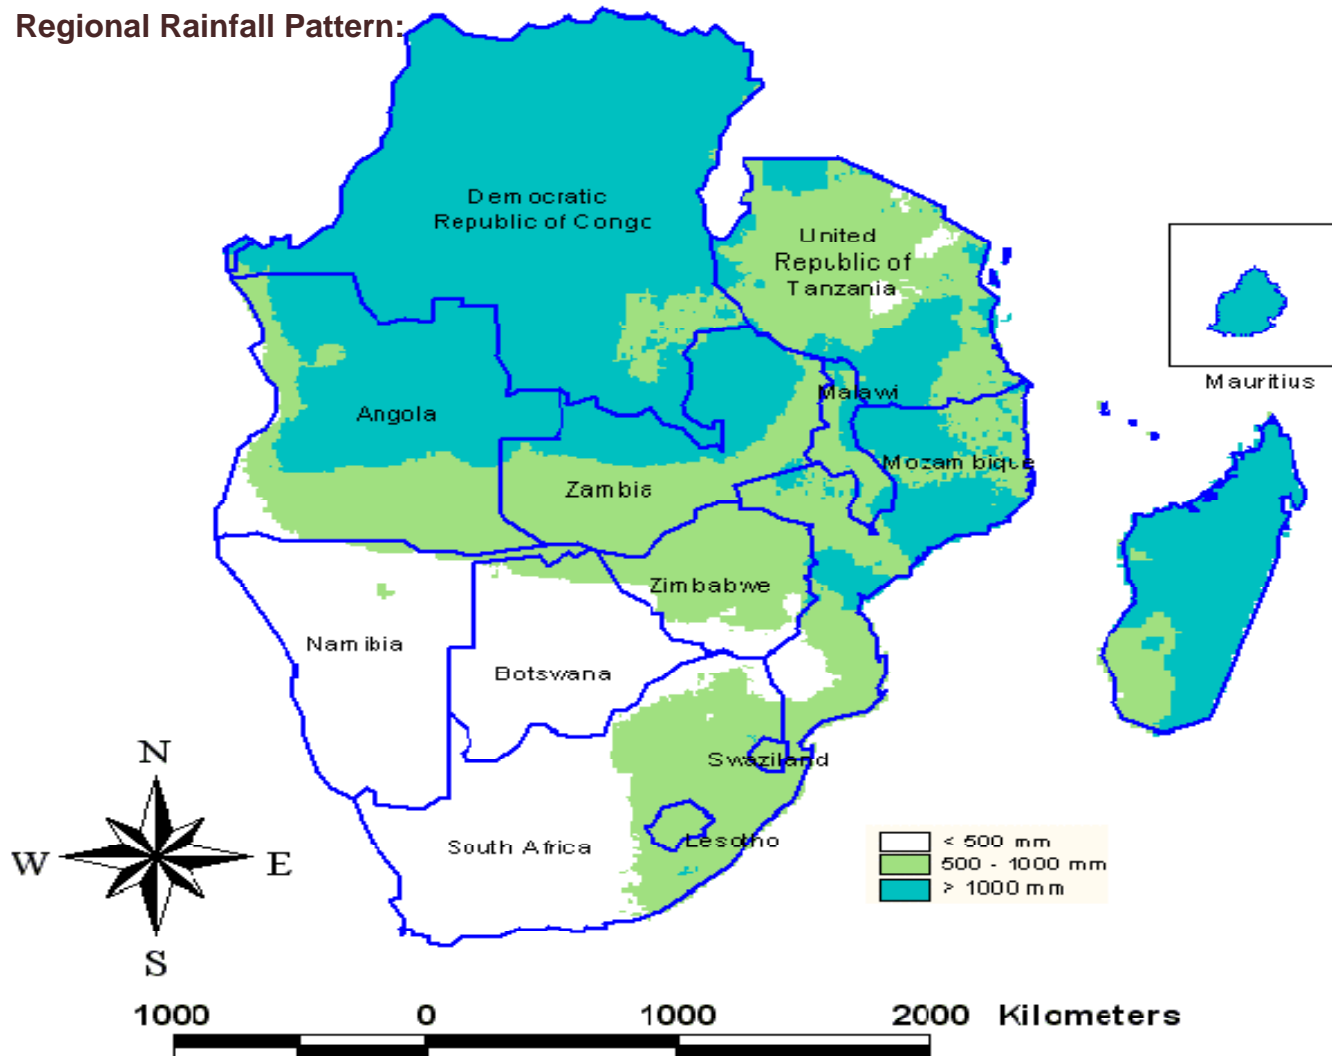 Regional Rainfall Pattern:
Democratic
Republic of Congo
United
Republic of
Tanzania
Mauritius
Malawi
Angola
Mozambique
Zambia
Zimbabwe
Namibia
Botswana
Swaziland
South Africa
Lesotho
N
W
E
S
< 500 mm
500 - 1000 mm
> 1000 mm
1000 0 1000 2000 Kilometers